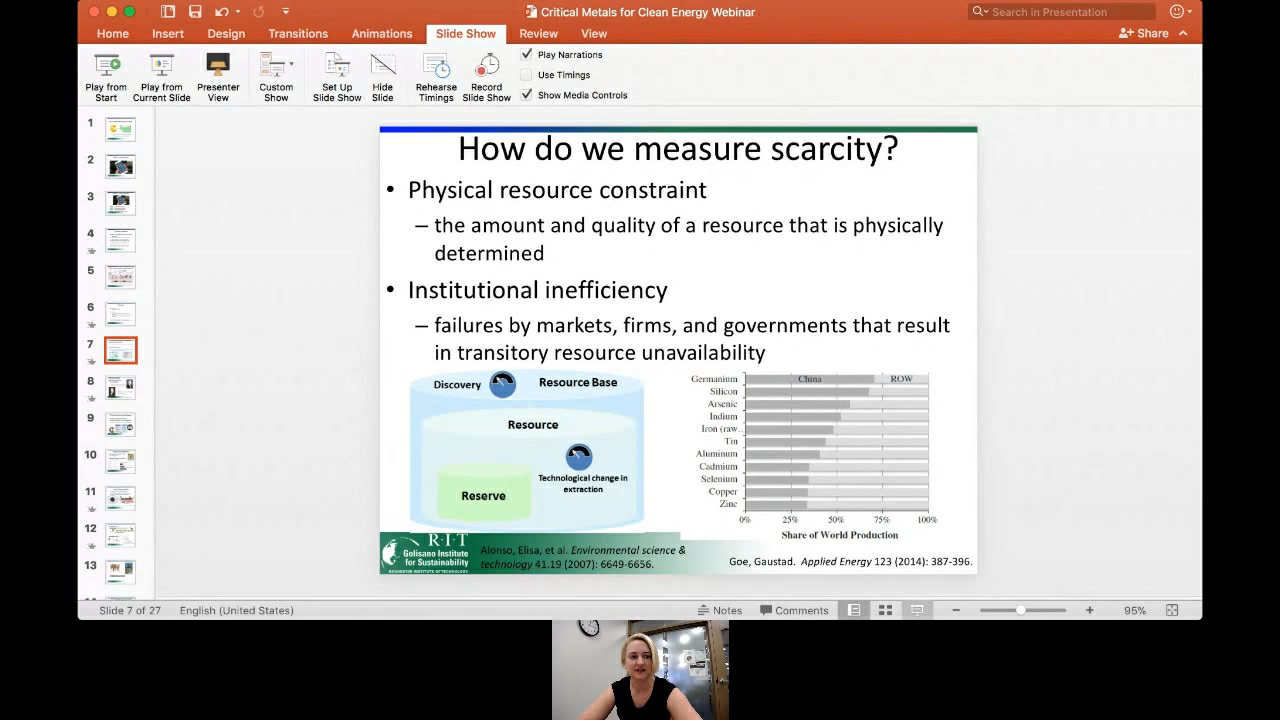 Critical Metals for Clean Energy Webinar
Search in Presentation
Home Insert Design Transitions Animations Slide Show Review View Share
Play from Start
Play from Current Slide
Presenter View
Custom Show
Set Up Slide Show
Hide Slide
Rehearse Timings
Record Slide Show
Play Narrations
Use Timings
Show Media Controls
1
2
3
4
5
6
7
8
9
10
11
12
13
How do we measure scarcity?
• Physical resource constraint
– the amount and quality of a resource that is physically
determined
• Institutional inefficiency
– failures by markets, firms, and governments that result
in transitory resource unavailability
Discovery
Resource Base
Resource
Technological change in
extraction
Reserve
Germanium China ROW
Silicon
Arsenic
Indium
Iron (raw..
Tin
Aluminum
Cadmium
Selenium
Copper
Zinc
0% 25% 50% 75% 100%
Share of World Production
R·I·T
Golisano Institute
for Sustainability
ROCHESTER INSTITUTE OF TECHNOLOGY
Alonso, Elisa, et al. Environmental science &
technology 41.19 (2007): 6649-6656.
Goe, Gaustad. Applied Energy 123 (2014): 387-396.
Slide 7 of 27 English (United States) Notes Comments 95%